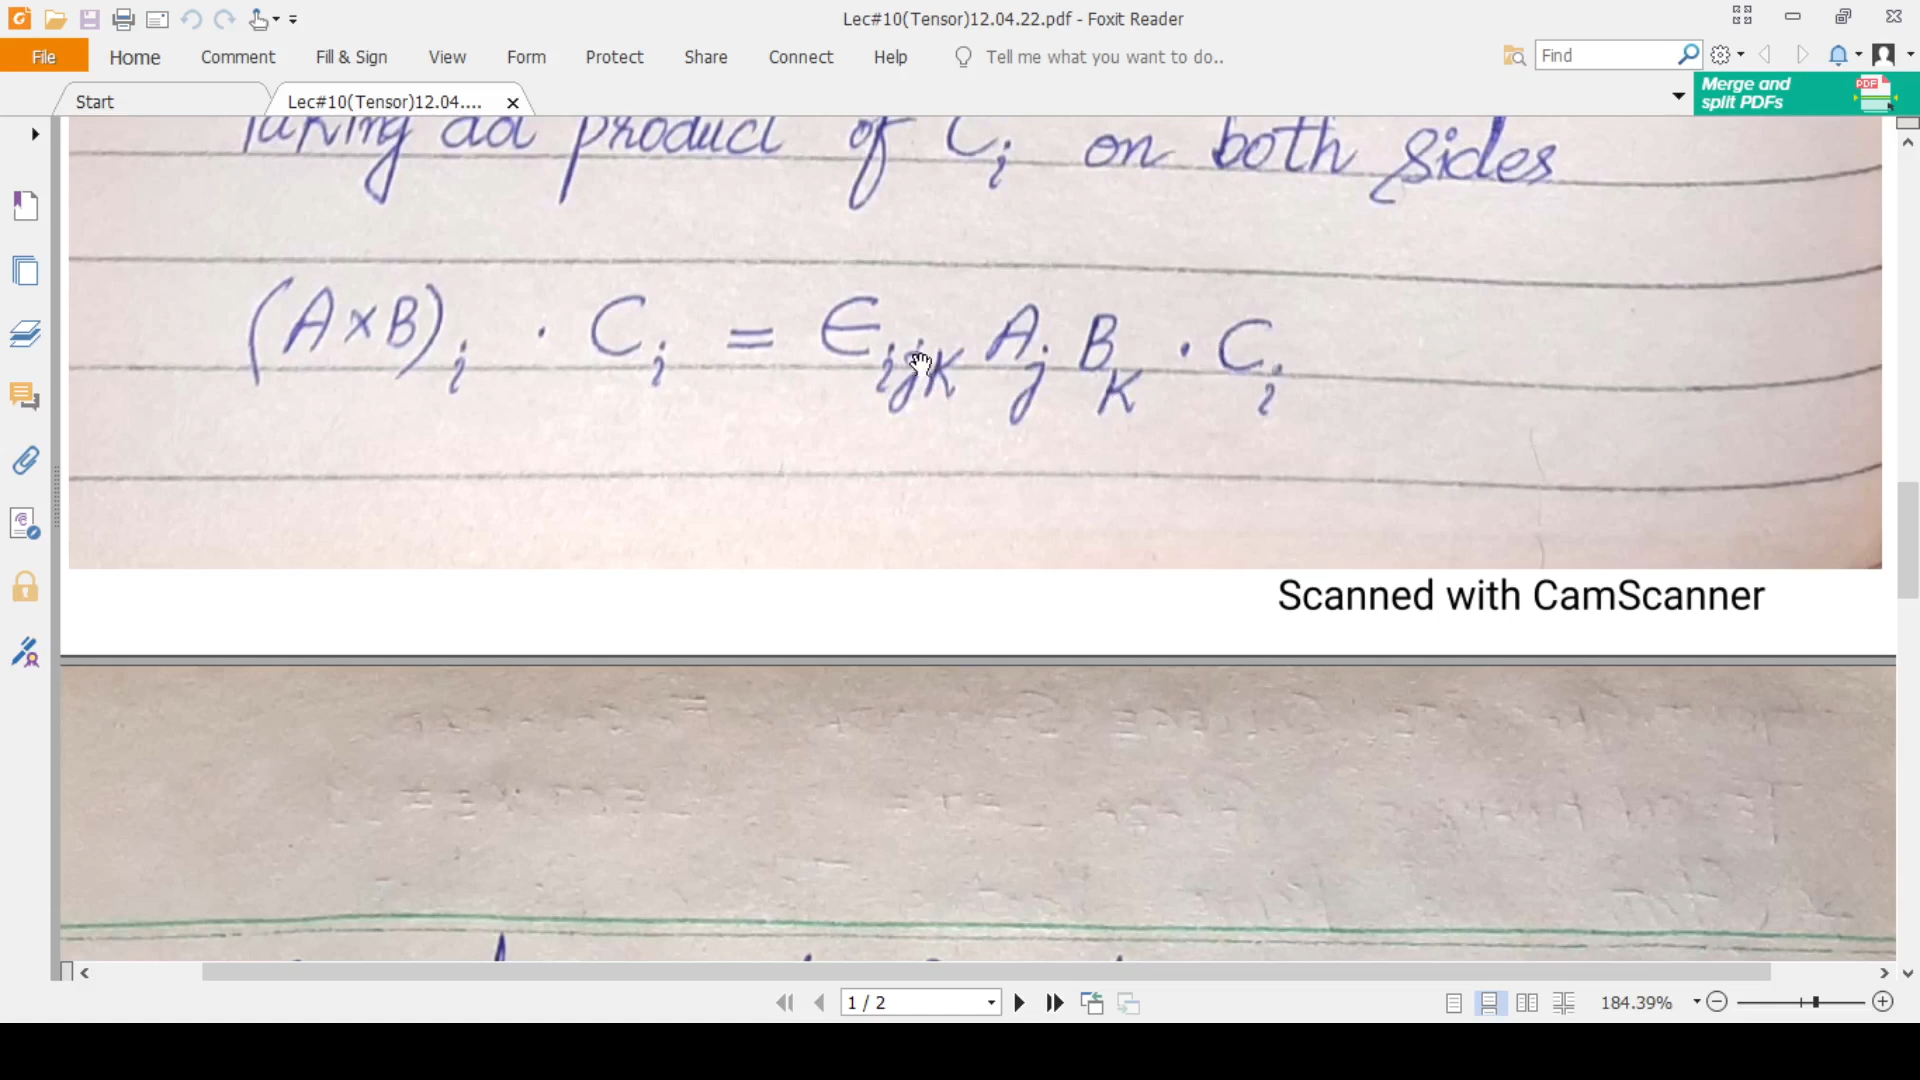 Lec#10(Tensor)12.04.22.pdf - Foxit Reader
File Home Comment Fill & Sign View Form Protect Share Connect Help Tell me what you want to do.. Find
Start Lec#10(Tensor)12.04.... Merge and
split PDFs
Taking dot product of Cᵢ on both sides
(A×B)ᵢ · Cᵢ = ϵᵢⱼₖ Aⱼ Bₖ · Cᵢ
Scanned with CamScanner
1 / 2 184.39%